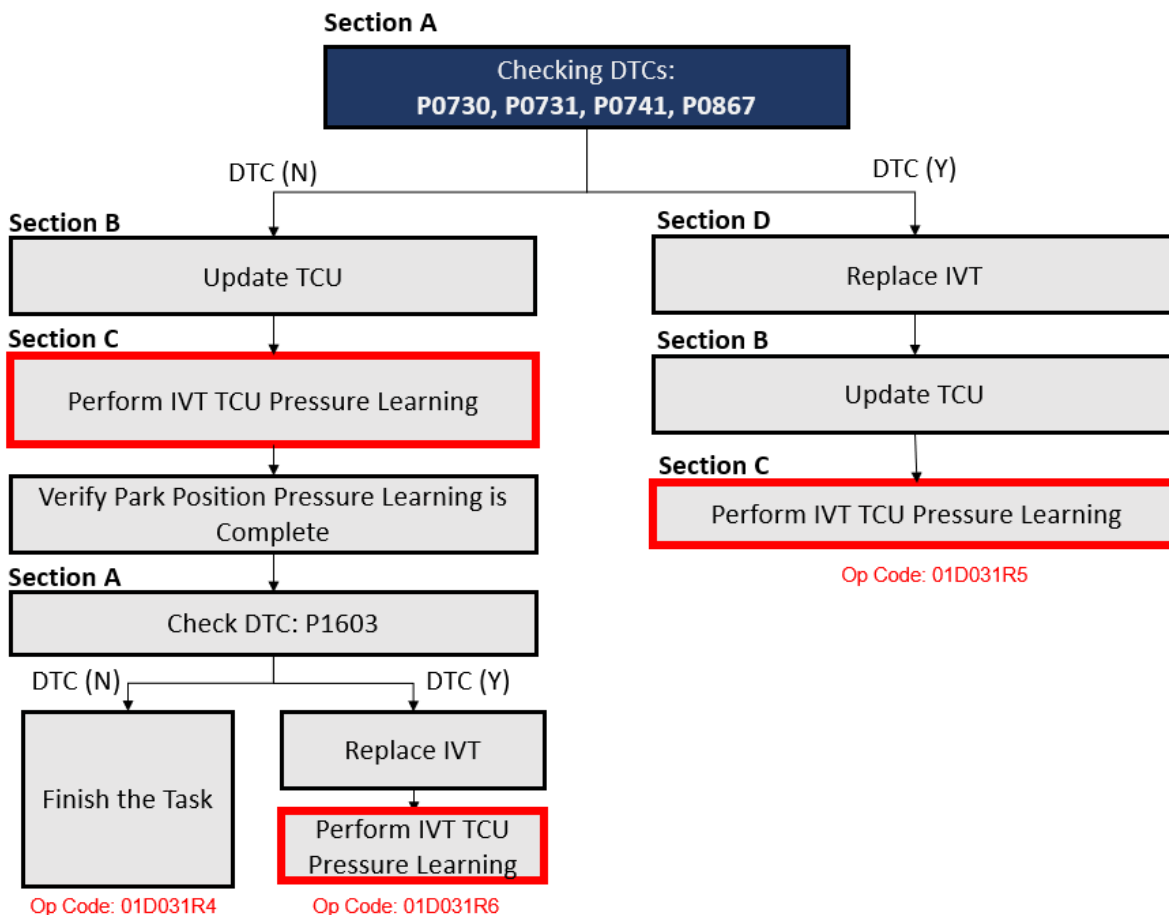 Section A
Checking DTCs:
P0730, P0731, P0741, P0867
DTC (N)
DTC (Y)
Section B
Update TCU
Section C
Perform IVT TCU Pressure Learning
Verify Park Position Pressure Learning is
Complete
Section A
Check DTC: P1603
DTC (N)
DTC (Y)
Finish the Task
Op Code: 01D031R4
Replace IVT
Perform IVT TCU
Pressure Learning
Op Code: 01D031R6
Section D
Replace IVT
Section B
Update TCU
Section C
Perform IVT TCU Pressure Learning
Op Code: 01D031R5